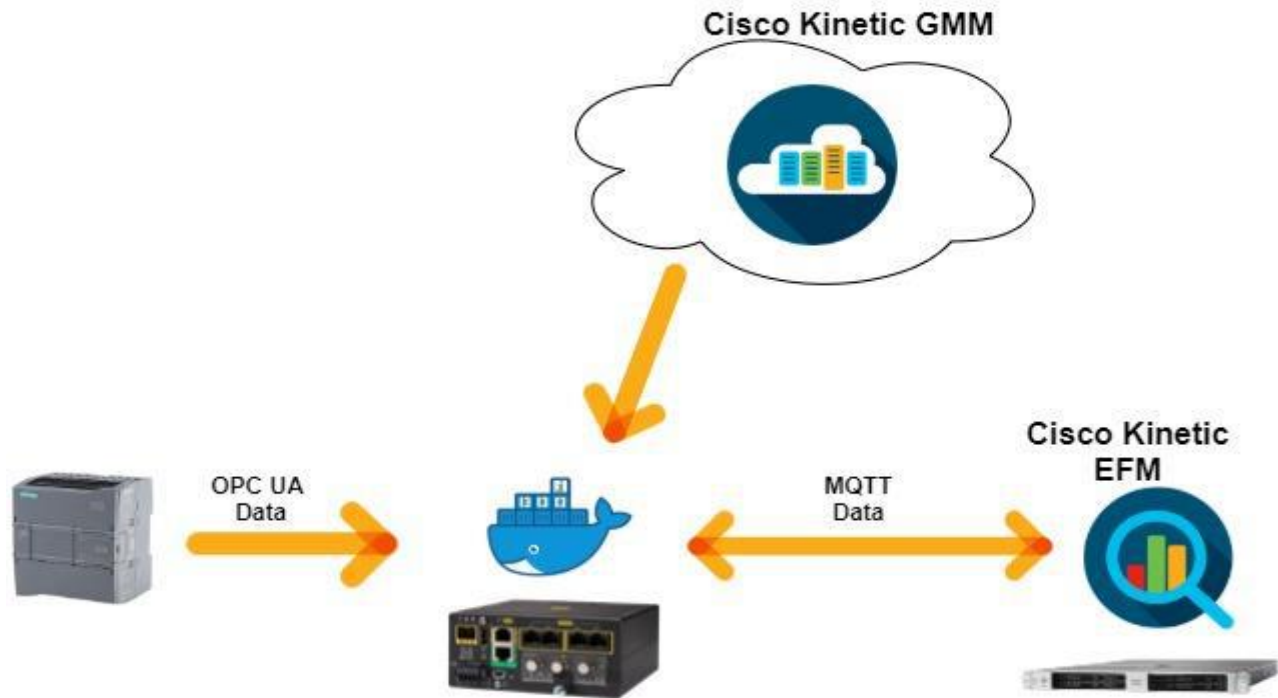 Cisco Kinetic GMM
OPC UA
Data
MQTT
Data
Cisco Kinetic
EFM